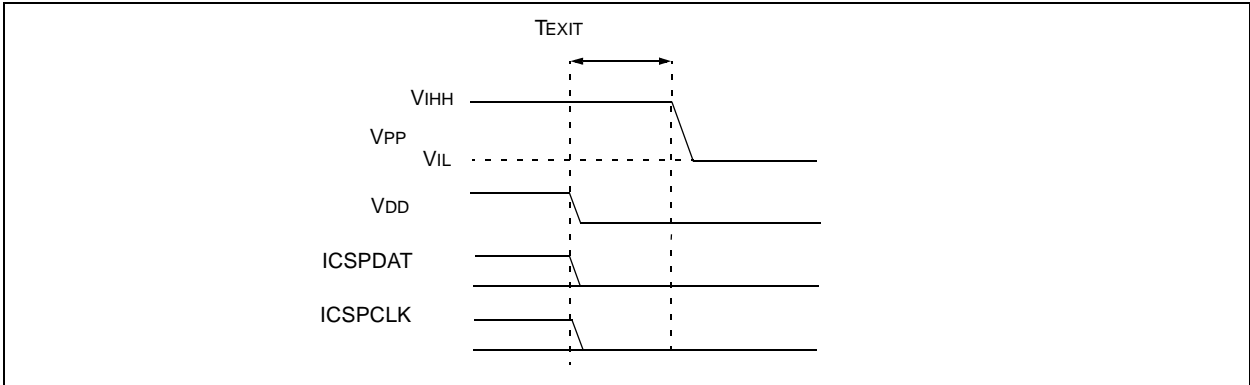 TEXIT
VIHH
VPP
VIL
VDD
ICSPDAT
ICSPCLK